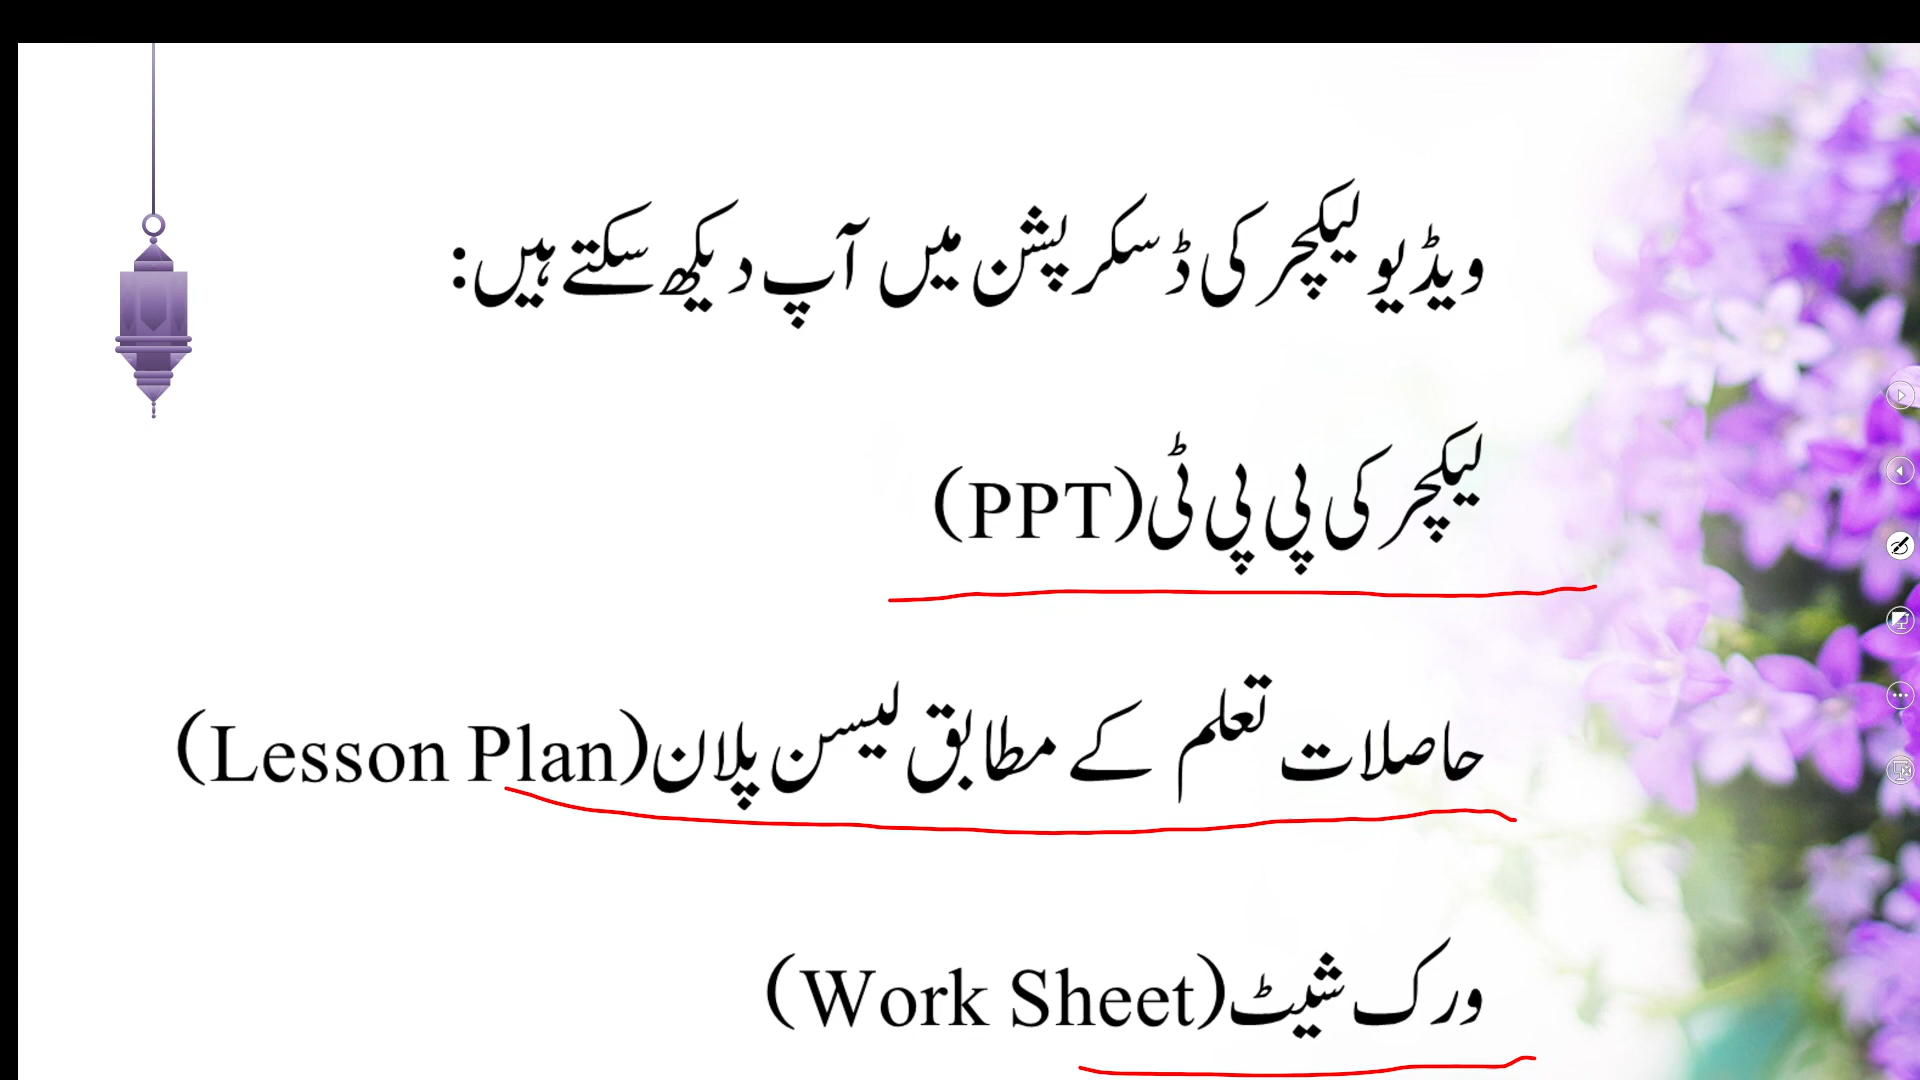 ویڈیو لیکچر کی ڈسکرپشن میں آپ دیکھ سکتے ہیں:
لیکچر کی پی پی ٹی(PPT)
حاصلات تعلم کے مطابق لیسن پلان(Lesson Plan)
ورک شیٹ(Work Sheet)